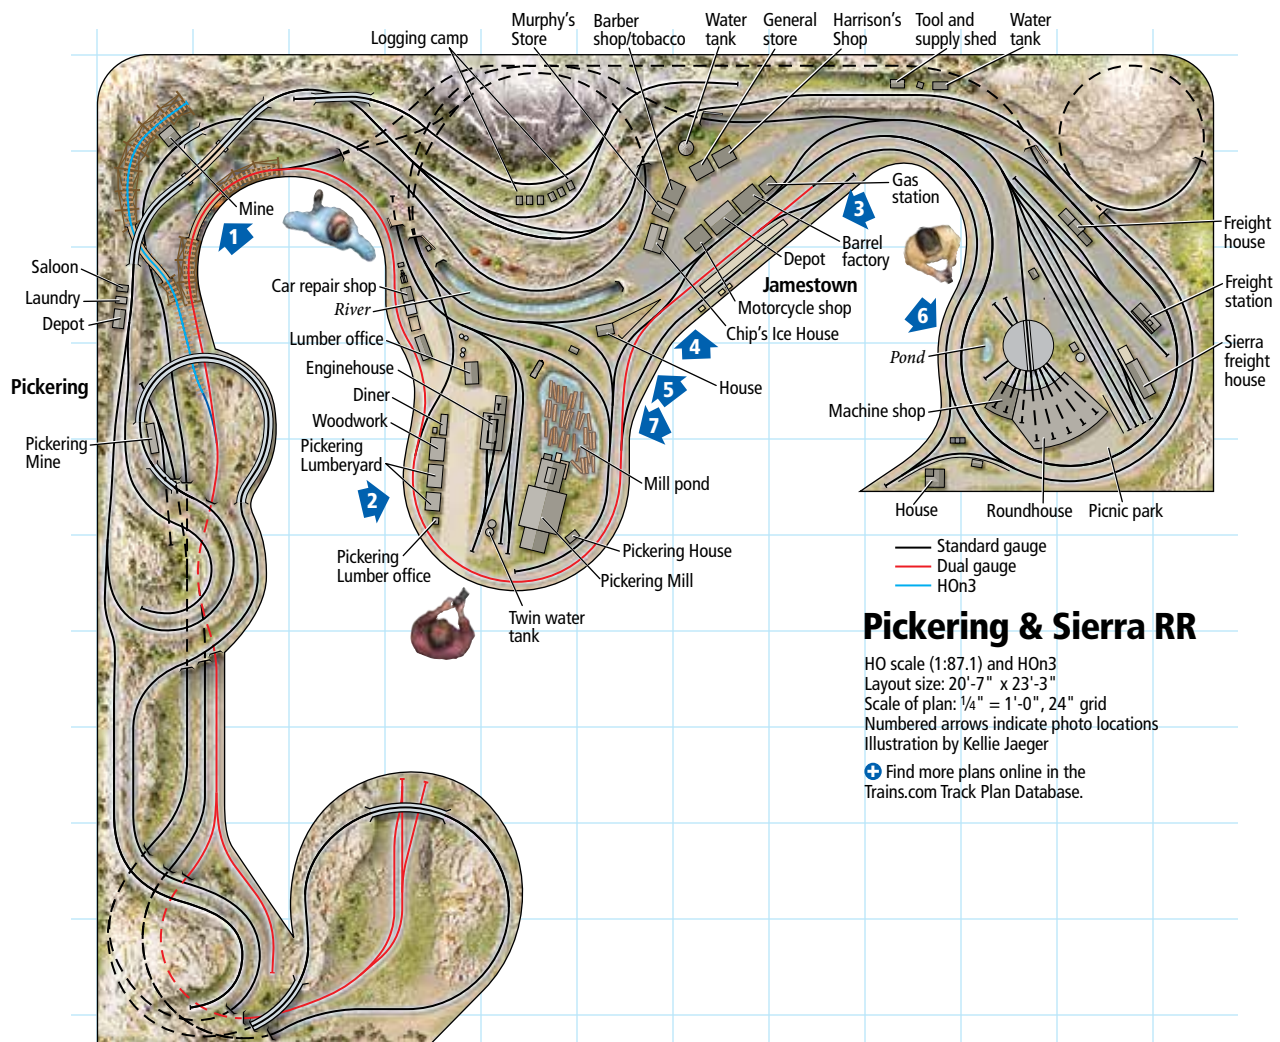 Logging camp
Murphy's
Store
Barber
shop/tobacco
Water
tank
General
store
Harrison's
Shop
Tool and
supply shed
Water
tank
Mine
1
Saloon
Laundry
Depot
Pickering
Pickering
Mine
Car repair shop
River
Lumber office
Enginehouse
Diner
Woodwork
Pickering
Lumberyard
2
Pickering
Lumber office
Twin water
tank
Pickering Mill
Pickering House
Mill pond
House
7
5
4
Chip's Ice House
Motorcycle shop
Jamestown
Depot
Barrel
factory
Gas
station
3
6
Pond
Machine shop
House
Roundhouse
Picnic park
Freight
house
Freight
station
Sierra
freight
house
Standard gauge
Dual gauge
HOn3
Pickering & Sierra RR
HO scale (1:87.1) and HOn3
Layout size: 20'-7" x 23'-3"
Scale of plan: ¼" = 1'-0", 24" grid
Numbered arrows indicate photo locations
Illustration by Kellie Jaeger
Find more plans online in the
Trains.com Track Plan Database.